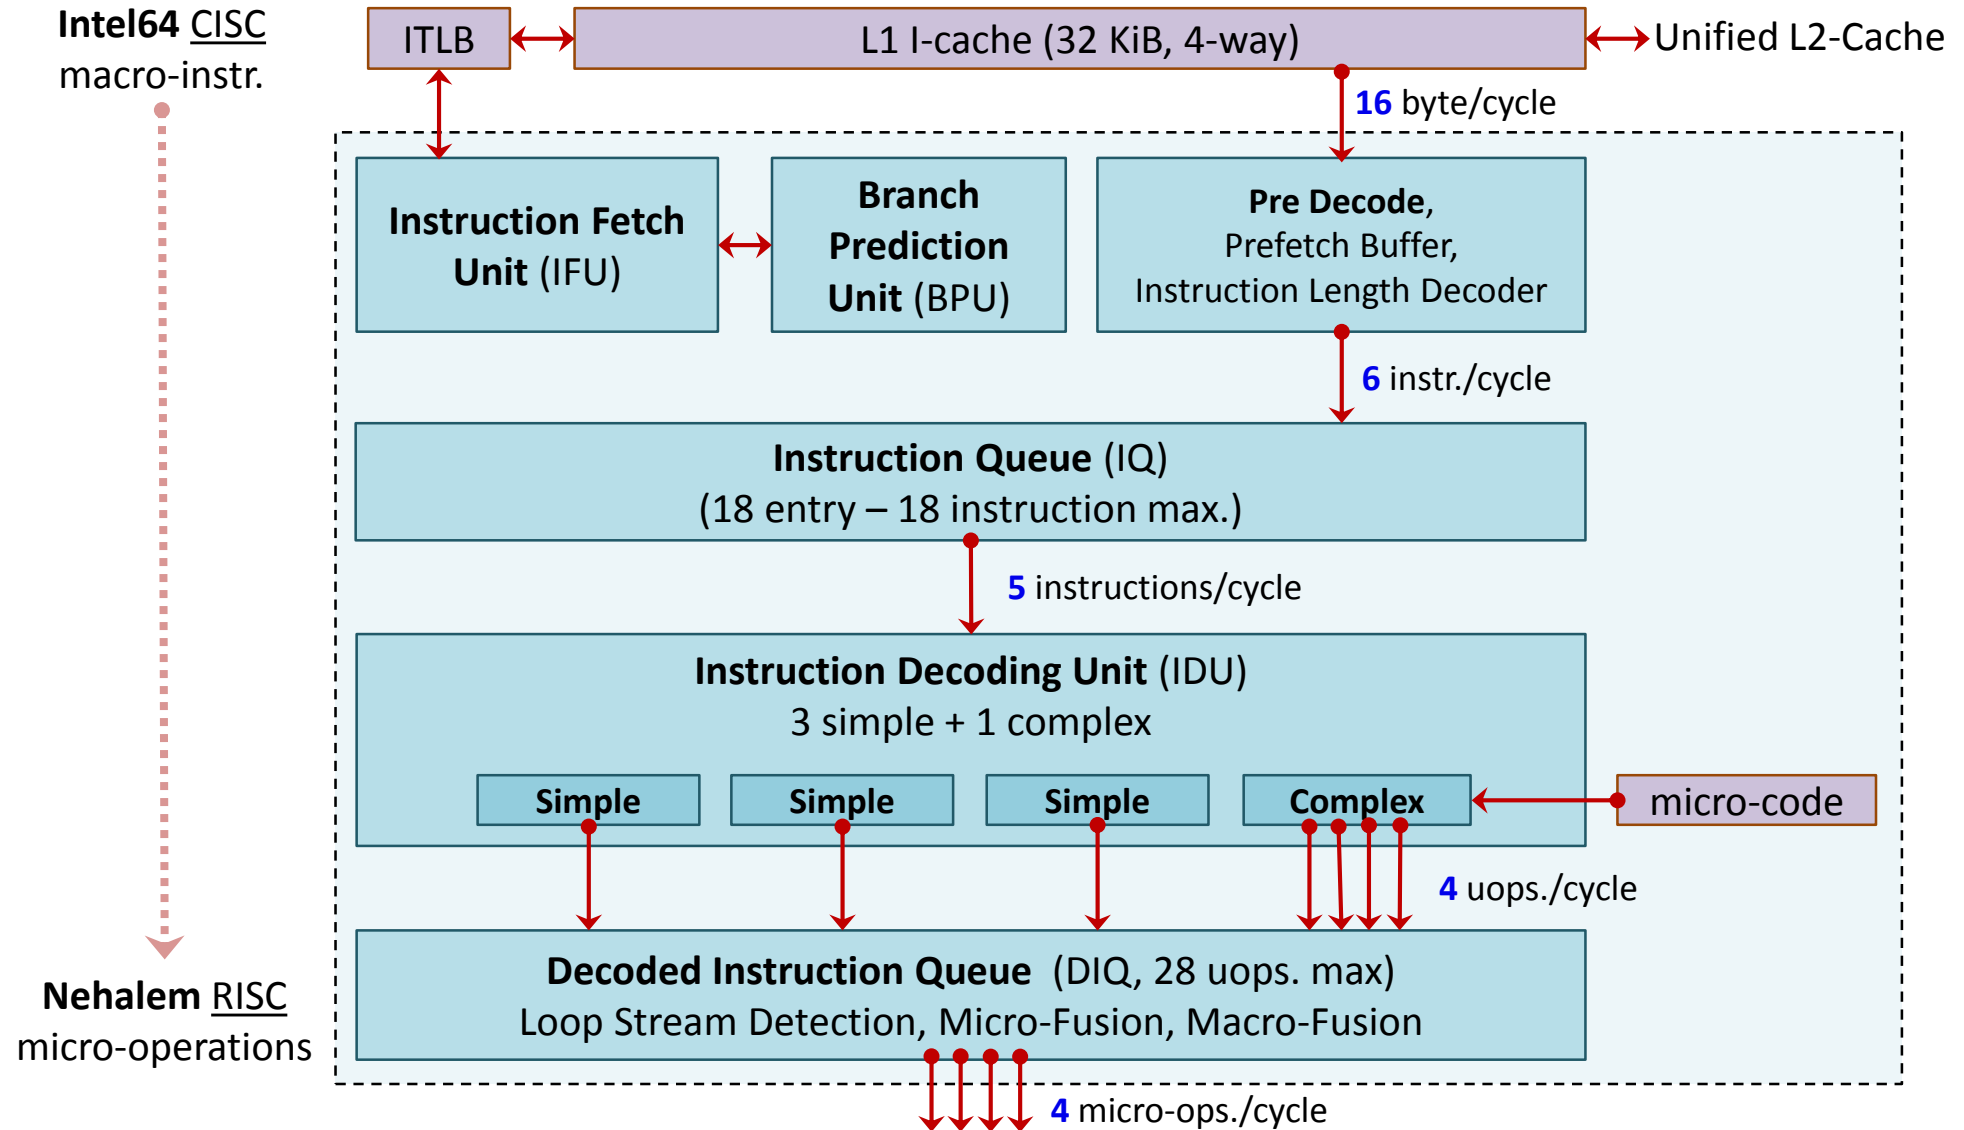 Intel64 CISC
macro-instr.
ITLB
L1 I-cache (32 KiB, 4-way)
Unified L2-Cache
16 byte/cycle
Instruction Fetch
Unit (IFU)
Branch
Prediction
Unit (BPU)
Pre Decode,
Prefetch Buffer,
Instruction Length Decoder
6 instr./cycle
Instruction Queue (IQ)
(18 entry – 18 instruction max.)
5 instructions/cycle
Instruction Decoding Unit (IDU)
3 simple + 1 complex
Simple
Simple
Simple
Complex
micro-code
4 uops./cycle
Decoded Instruction Queue (DIQ, 28 uops. max)
Loop Stream Detection, Micro-Fusion, Macro-Fusion
Nehalem RISC
micro-operations
4 micro-ops./cycle